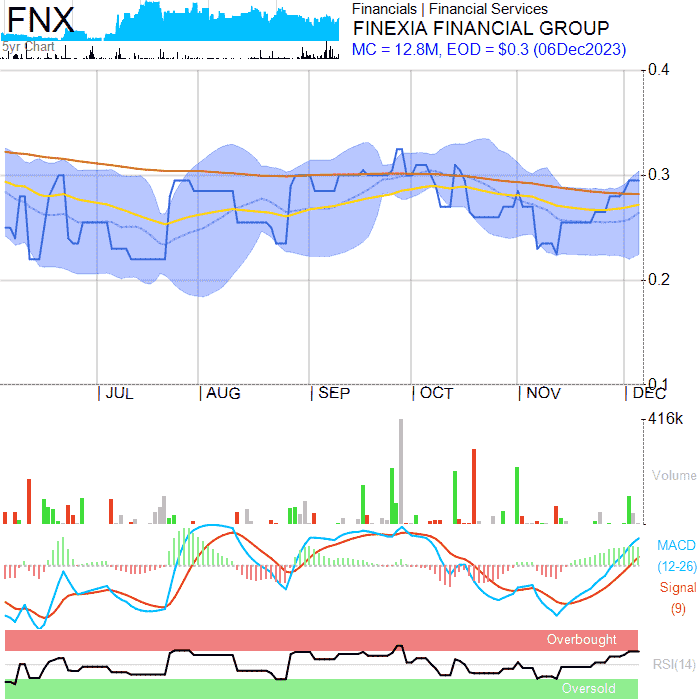 FNX
5yr Chart
Financials | Financial Services
FINEXIA FINANCIAL GROUP
MC = 12.8M, EOD = $0.3 (06Dec2023)
0.4
0.3
0.2
0.1
| JUL | AUG | SEP | OCT | NOV | DEC
416k
Volume
MACD
(12-26)
Signal
(9)
Overbought
RSI(14)
Oversold